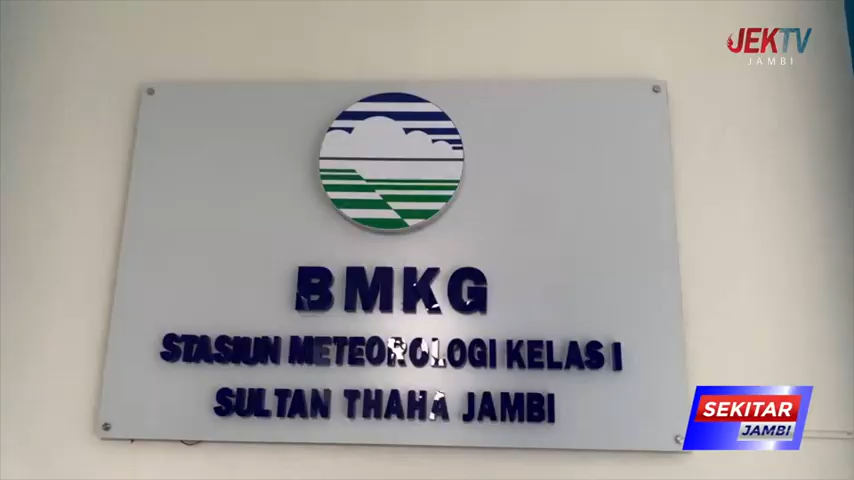 JEKTV
JAMBI
BMKG
STASIUN METEOROLOGI KELAS I
SULTAN THAHA JAMBI
SEKITAR
JAMBI